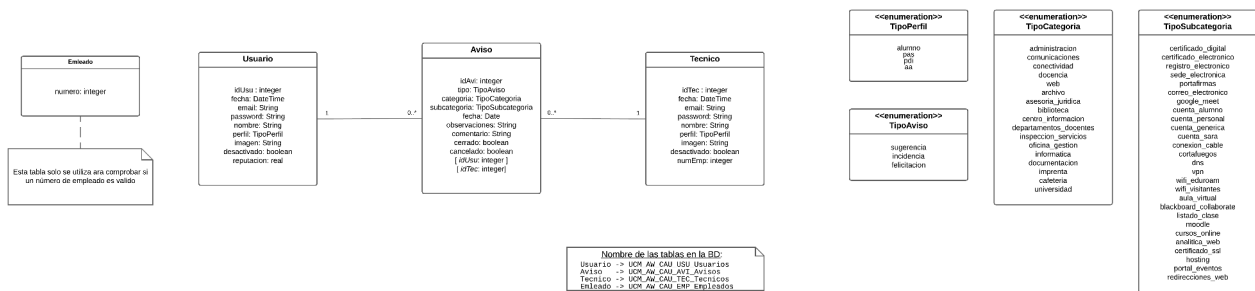 Emleado
numero: integer
Esta tabla solo se utiliza ara comprobar si
un número de empleado es valido
Usuario
idUsu : integer
fecha: DateTime
email: String
password: String
nombre: String
perfil: TipoPerfil
imagen: String
desactivado: boolean
reputacion: real
1
0..*
Aviso
idAvi: integer
tipo: TipoAviso
categoria: TipoCategoria
subcategoria: TipoSubcategoria
fecha: Date
observaciones: String
comentario: String
cerrado: boolean
cancelado: boolean
[ idUsu: integer ]
[ idTec: integer]
0..*
1
Tecnico
idTec : integer
fecha: DateTime
email: String
password: String
nombre: String
perfil: TipoPerfil
imagen: String
desactivado: boolean
numEmp: integer
Nombre de las tablas en la BD:
Usuario -> UCM_AW_CAU_USU_Usuarios
Aviso -> UCM_AW_CAU_AVI_Avisos
Tecnico -> UCM_AW_CAU_TEC_Tecnicos
Emleado -> UCM_AW_CAU_EMP_Empleados
<<enumeration>>
TipoPerfil
alumno
pas
pdi
aa
<<enumeration>>
TipoAviso
sugerencia
incidencia
felicitacion
<<enumeration>>
TipoCategoria
administracion
comunicaciones
conectividad
docencia
web
archivo
asesoria_juridica
biblioteca
centro_informacion
departamentos_docentes
inspeccion_servicios
oficina_gestion
informatica
documentacion
imprenta
cafeteria
universidad
<<enumeration>>
TipoSubcategoria
certificado_digital
certificado_electronico
registro_electronico
sede_electronica
portafirmas
correo_electronico
google_meet
cuenta_alumno
cuenta_personal
cuenta_generica
cuenta_sara
conexion_cable
cortafuegos
dns
vpn
wifi_eduroam
wifi_visitantes
aula_virtual
blackboard_collaborate
listado_clase
moodle
cursos_online
analitica_web
certificado_ssl
hosting
portal_eventos
redirecciones_web